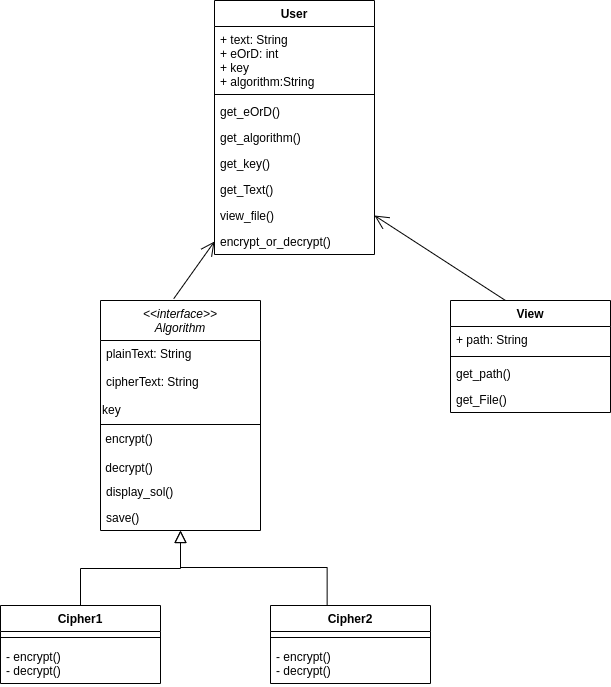 User
+ text: String
+ eOrD: int
+ key
+ algorithm:String
get_eOrD()
get_algorithm()
get_key()
get_Text()
view_file()
encrypt_or_decrypt()
<<interface>>
Algorithm
plainText: String
cipherText: String
key
encrypt()
decrypt()
display_sol()
save()
View
+ path: String
get_path()
get_File()
Cipher1
- encrypt()
- decrypt()
Cipher2
- encrypt()
- decrypt()